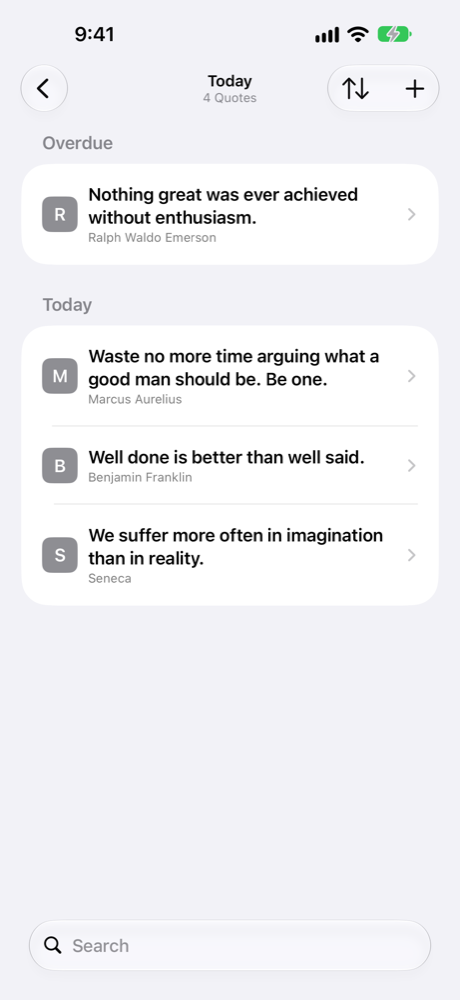 9:41
Today
4 Quotes
Overdue
R
Nothing great was ever achieved
without enthusiasm.
Ralph Waldo Emerson
Today
M
Waste no more time arguing what a
good man should be. Be one.
Marcus Aurelius
B
Well done is better than well said.
Benjamin Franklin
S
We suffer more often in imagination
than in reality.
Seneca
Search